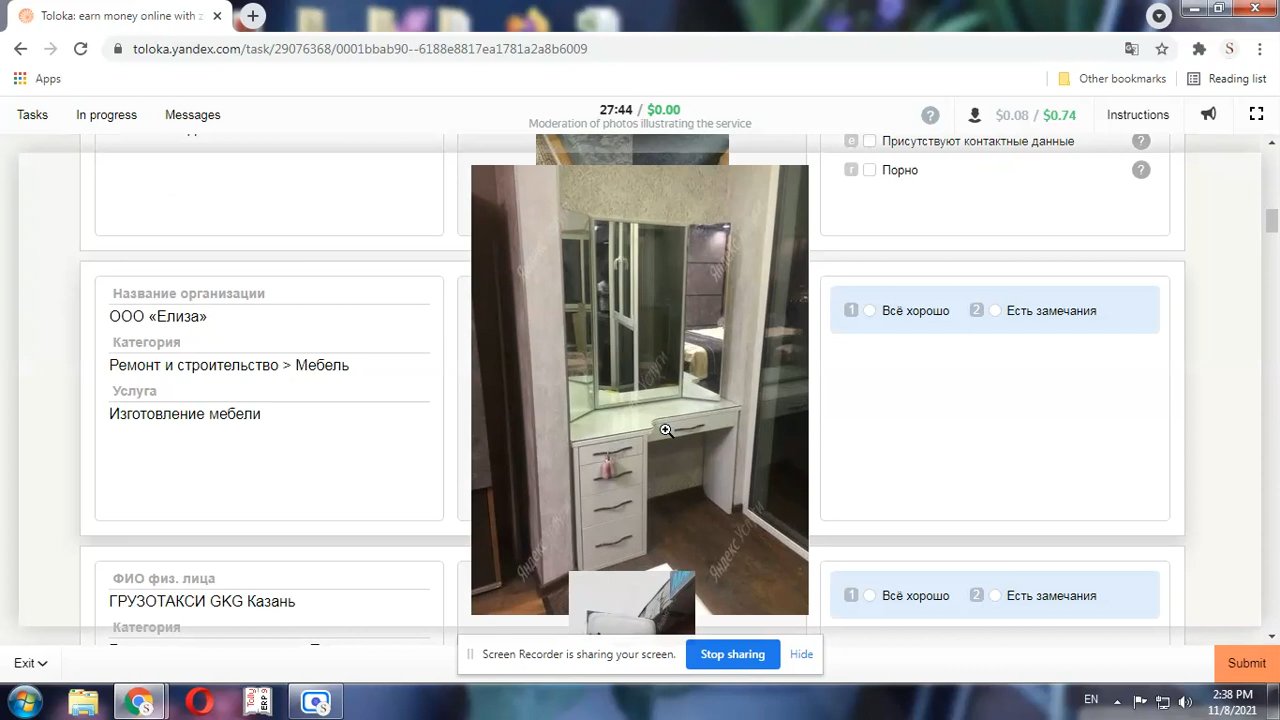 Toloka: earn money online with z
toloka.yandex.com/task/29076368/0001bbab90--6188e8817ea1781a2a8b6009
S
Apps
Other bookmarks
Reading list
Tasks
In progress
Messages
27:44 / $0.00
Moderation of photos illustrating the service
?
$0.08 / $0.74
Instructions
e Присутствуют контактные данные ?
r Порно ?
Название организации
ООО «Елиза»
Категория
Ремонт и строительство > Мебель
Услуга
Изготовление мебели
1 Всё хорошо 2 Есть замечания
Яндекс Услуги
ФИО физ. лица
ГРУЗОТАКСИ GKG Казань
Категория
1 Всё хорошо 2 Есть замечания
Screen Recorder is sharing your screen.
Stop sharing
Hide
Exit
Submit
EN
2:38 PM
11/8/2021